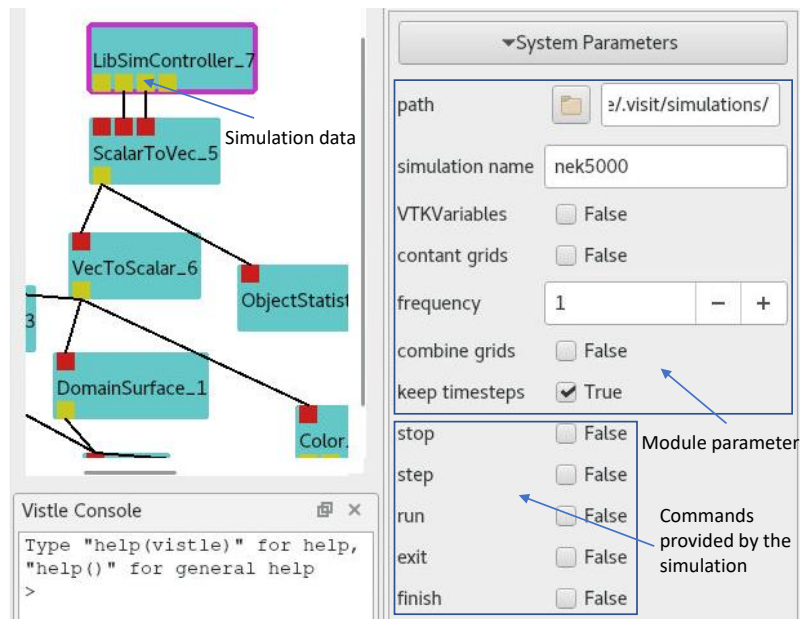 LibSimController_7
Simulation data
ScalarToVec_5
VecToScalar_6
ObjectStatist
3
DomainSurface_1
Color.
Vistle Console
Type "help(vistle)" for help,
"help()" for general help
>
System Parameters
path
e/.visit/simulations/
simulation name nek5000
VTKVariables False
contant grids False
frequency 1 − +
combine grids False
keep timesteps True
Module parameter
stop False
step False
run False
exit False
finish False
Commands
provided by the
simulation